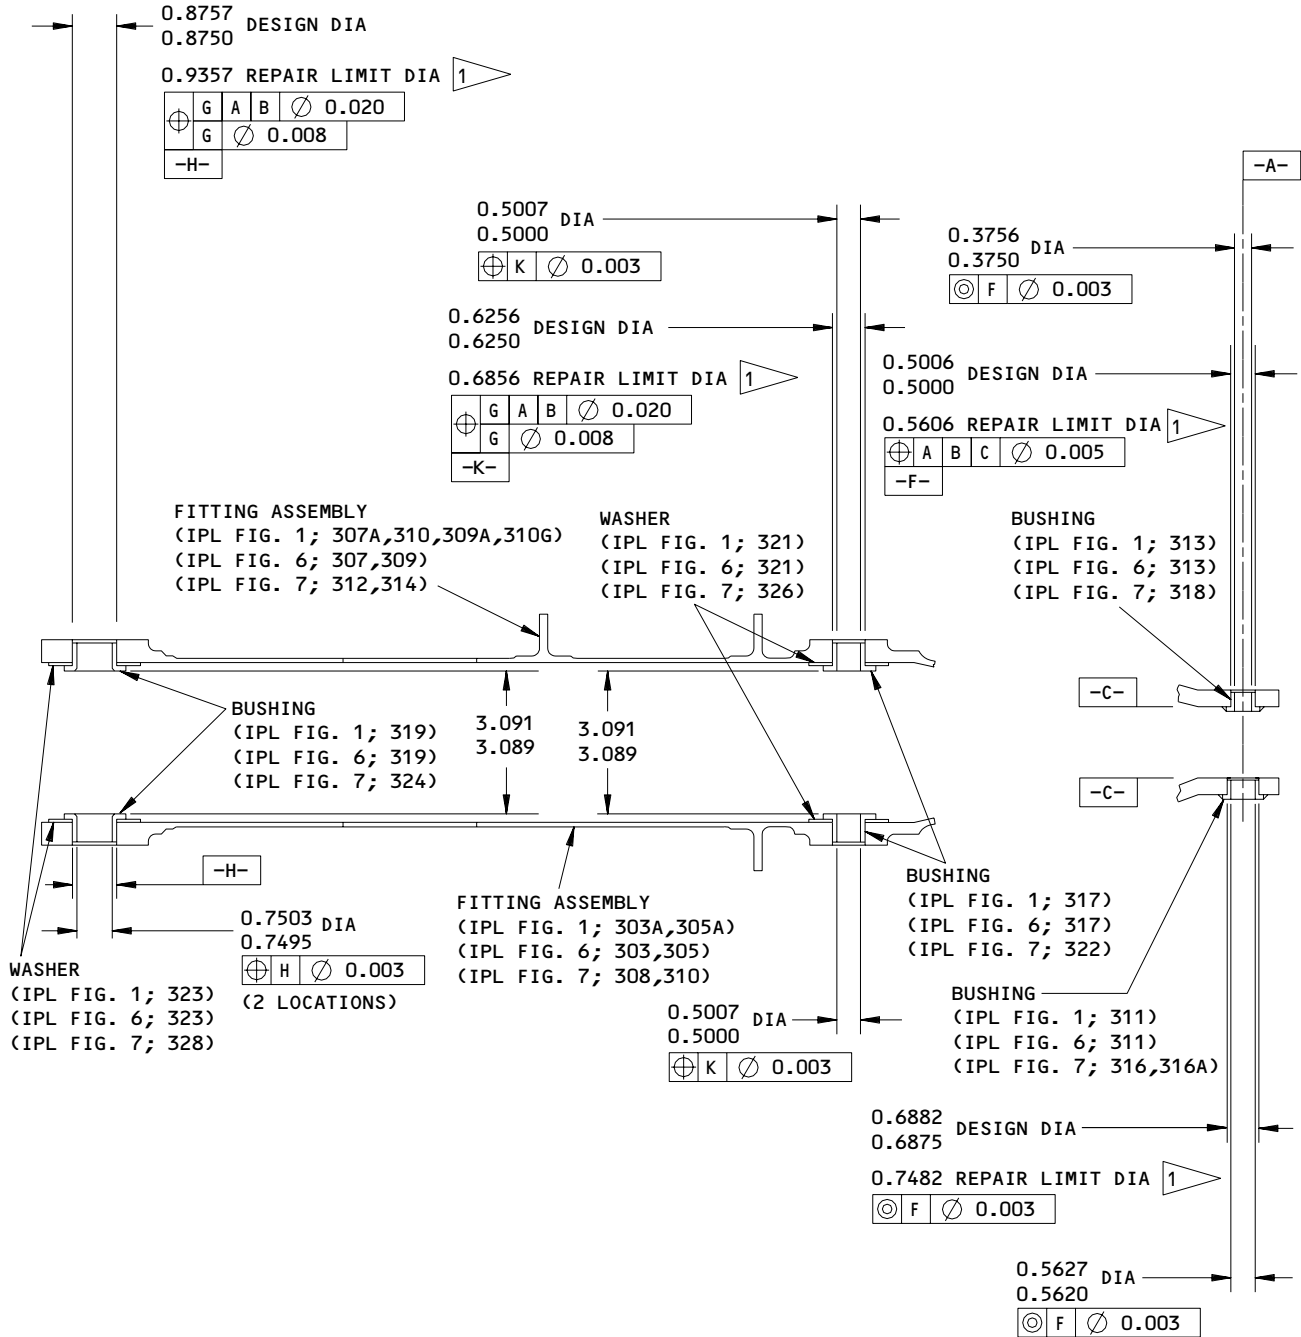 0.8757
0.8750 DESIGN DIA
0.9357 REPAIR LIMIT DIA 1
G A B ∅ 0.020
G ∅ 0.008
-H-
-A-
0.5007
0.5000 DIA
K ∅ 0.003
0.3756
0.3750 DIA
F ∅ 0.003
0.6256
0.6250 DESIGN DIA
0.6856 REPAIR LIMIT DIA 1
G A B ∅ 0.020
G ∅ 0.008
-K-
0.5006
0.5000 DESIGN DIA
0.5606 REPAIR LIMIT DIA 1
A B C ∅ 0.005
-F-
FITTING ASSEMBLY
(IPL FIG. 1; 307A,310,309A,310G)
(IPL FIG. 6; 307,309)
(IPL FIG. 7; 312,314)
WASHER
(IPL FIG. 1; 321)
(IPL FIG. 6; 321)
(IPL FIG. 7; 326)
BUSHING
(IPL FIG. 1; 313)
(IPL FIG. 6; 313)
(IPL FIG. 7; 318)
-C-
BUSHING
(IPL FIG. 1; 319)
(IPL FIG. 6; 319)
(IPL FIG. 7; 324)
3.091
3.089
3.091
3.089
-C-
-H-
0.7503
0.7495 DIA
H ∅ 0.003
(2 LOCATIONS)
WASHER
(IPL FIG. 1; 323)
(IPL FIG. 6; 323)
(IPL FIG. 7; 328)
FITTING ASSEMBLY
(IPL FIG. 1; 303A,305A)
(IPL FIG. 6; 303,305)
(IPL FIG. 7; 308,310)
BUSHING
(IPL FIG. 1; 317)
(IPL FIG. 6; 317)
(IPL FIG. 7; 322)
0.5007
0.5000 DIA
K ∅ 0.003
BUSHING
(IPL FIG. 1; 311)
(IPL FIG. 6; 311)
(IPL FIG. 7; 316,316A)
0.6882
0.6875 DESIGN DIA
0.7482 REPAIR LIMIT DIA 1
F ∅ 0.003
0.5627
0.5620 DIA
F ∅ 0.003